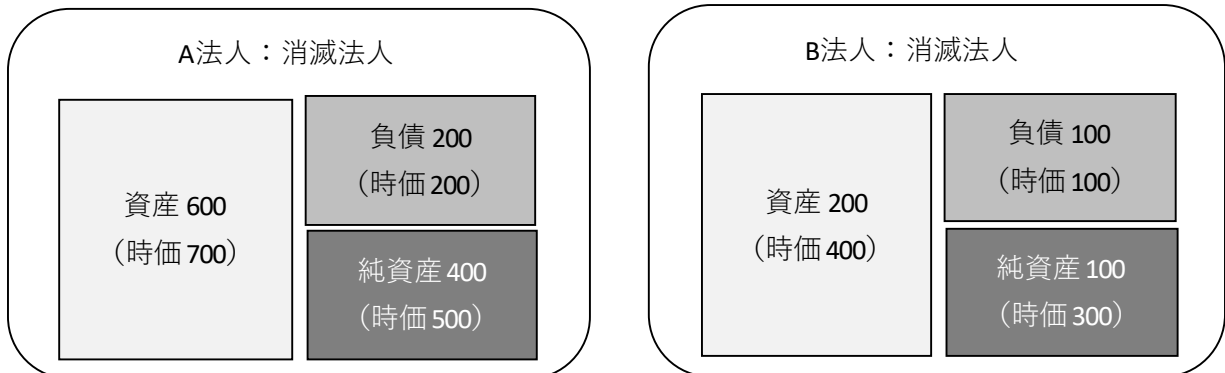 A法人：消滅法人
資産 600
（時価 700）
負債 200
（時価 200）
純資産 400
（時価 500）
B法人：消滅法人
資産 200
（時価 400）
負債 100
（時価 100）
純資産 100
（時価 300）